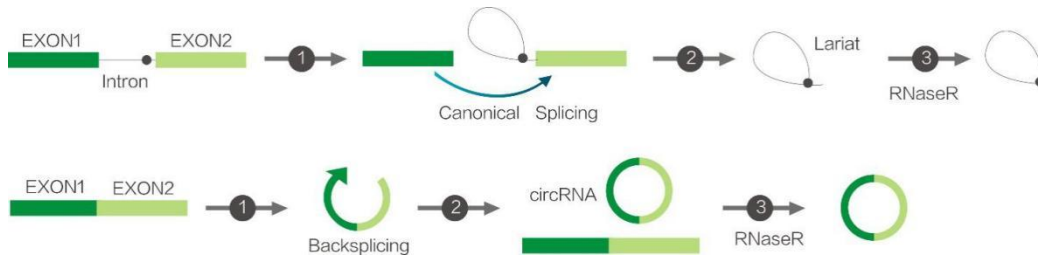 EXON1 EXON2
Intron
1
Canonical Splicing
2
Lariat
3
RNaseR
EXON1 EXON2
1
Backsplicing
2
circRNA
3
RNaseR